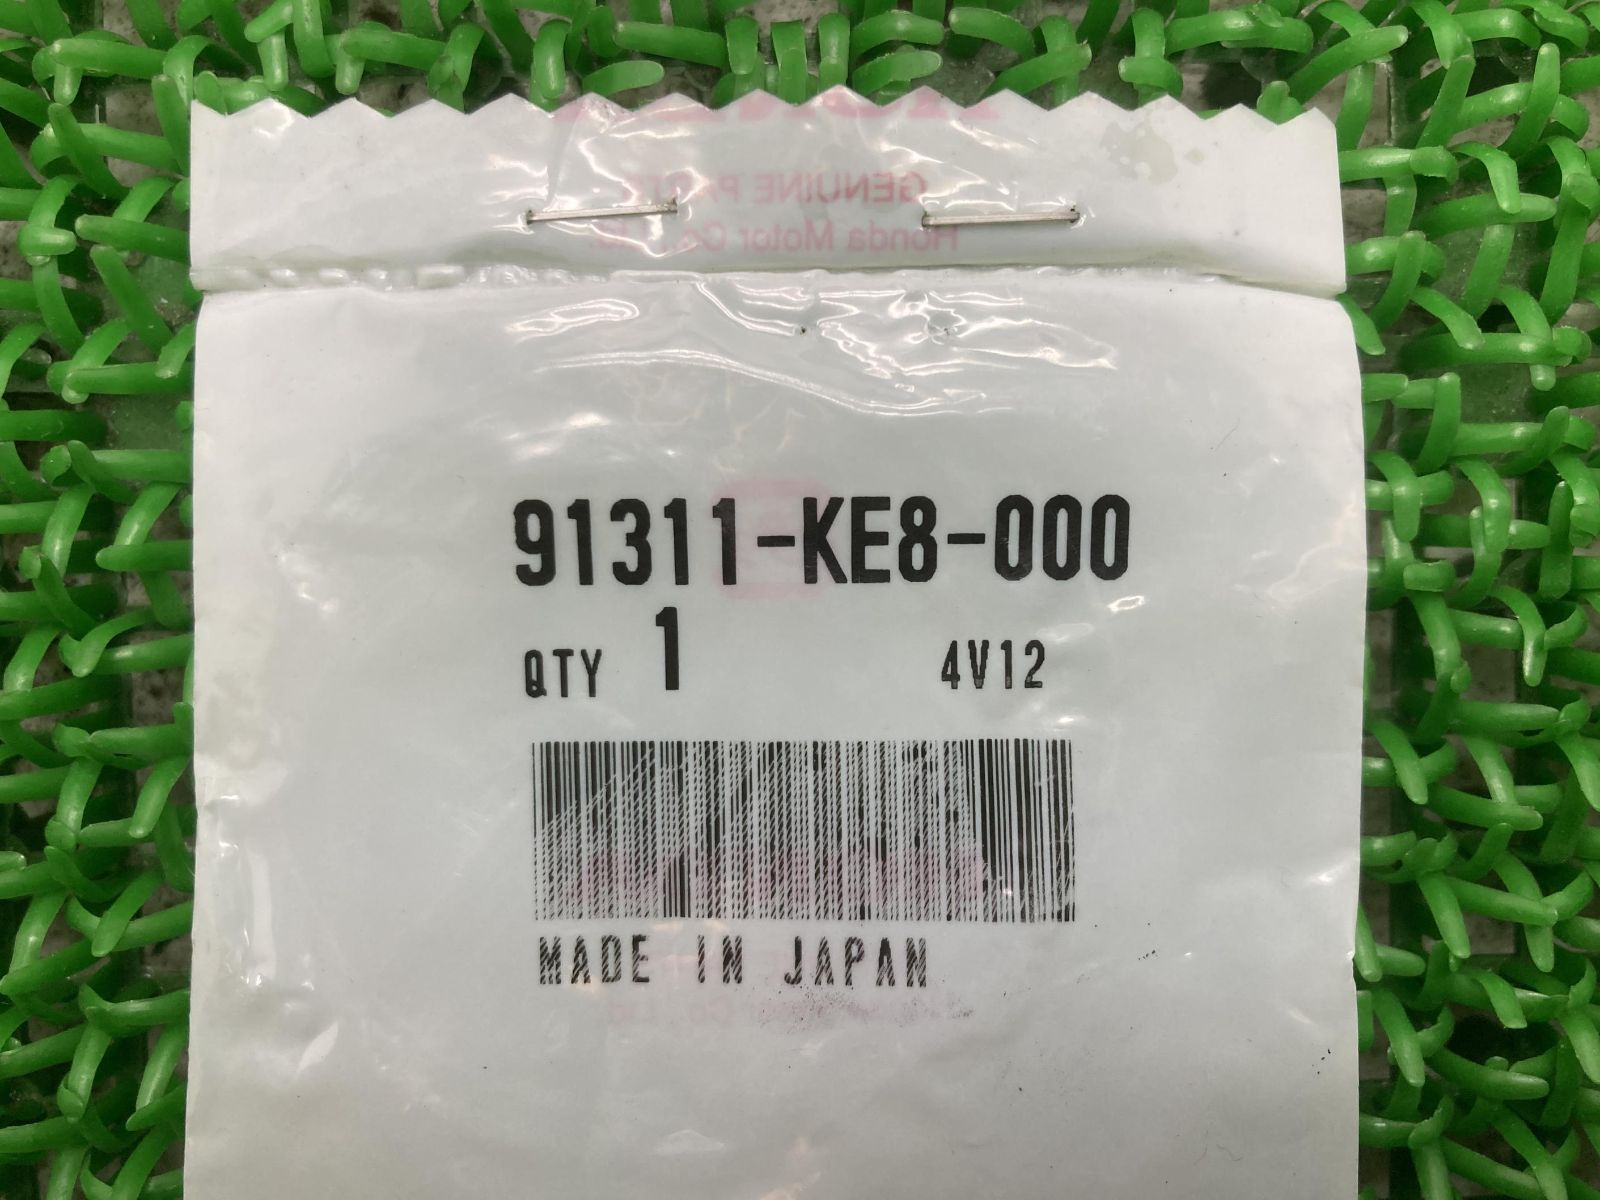 GENUINE PARTS
Honda Motor Co., Ltd.
91311-KE8-000
QTY 1 4V12
MADE IN JAPAN